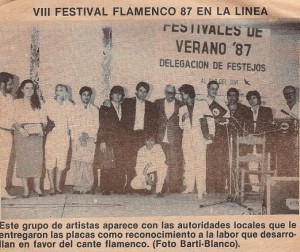 VIII FESTIVAL FLAMENCO 87 EN LA LINEA
FESTIVALES DE
VERANO '87
DELEGACION DE FESTEJOS
Este grupo de artistas aparece con las autoridades locales que le
entregaron las placas como reconocimiento a la labor que desarro-
llan en favor del cante flamenco. (Foto Barti-Blanco).